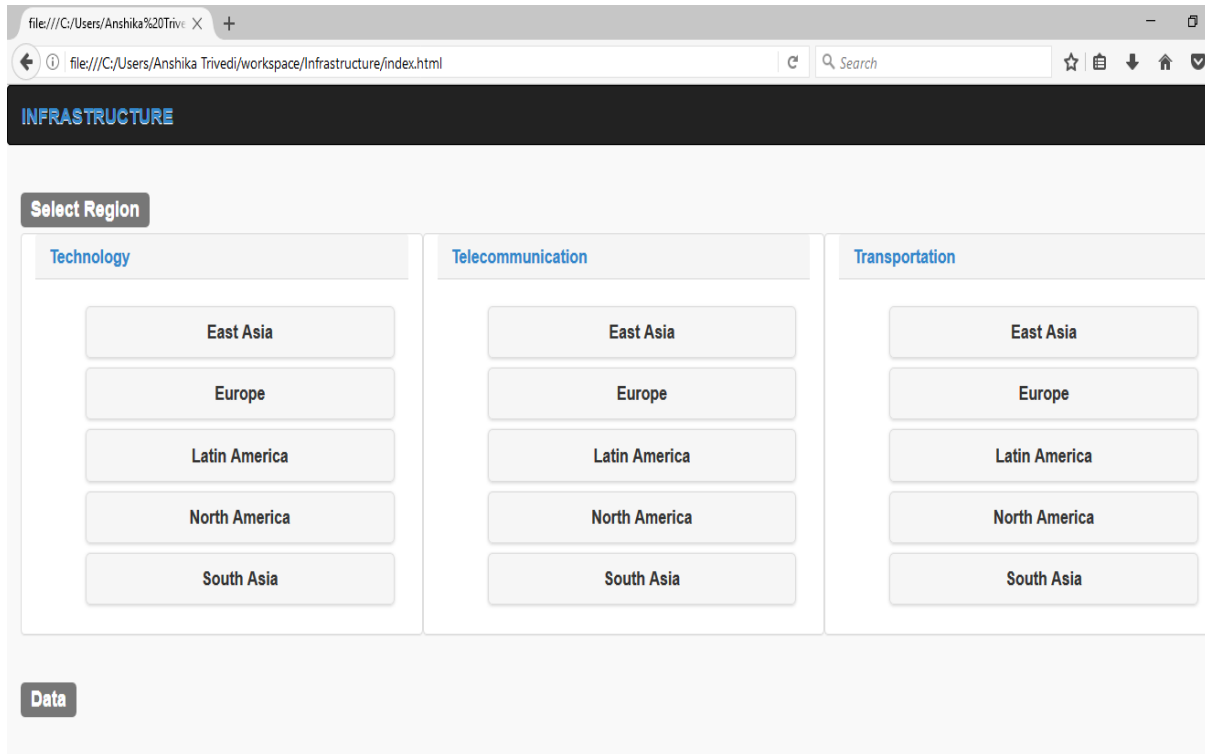 file:///C:/Users/Anshika%20Trive
file:///C:/Users/Anshika Trivedi/workspace/Infrastructure/index.html
Search
INFRASTRUCTURE
Select Region
Technology
East Asia
Europe
Latin America
North America
South Asia
Telecommunication
East Asia
Europe
Latin America
North America
South Asia
Transportation
East Asia
Europe
Latin America
North America
South Asia
Data